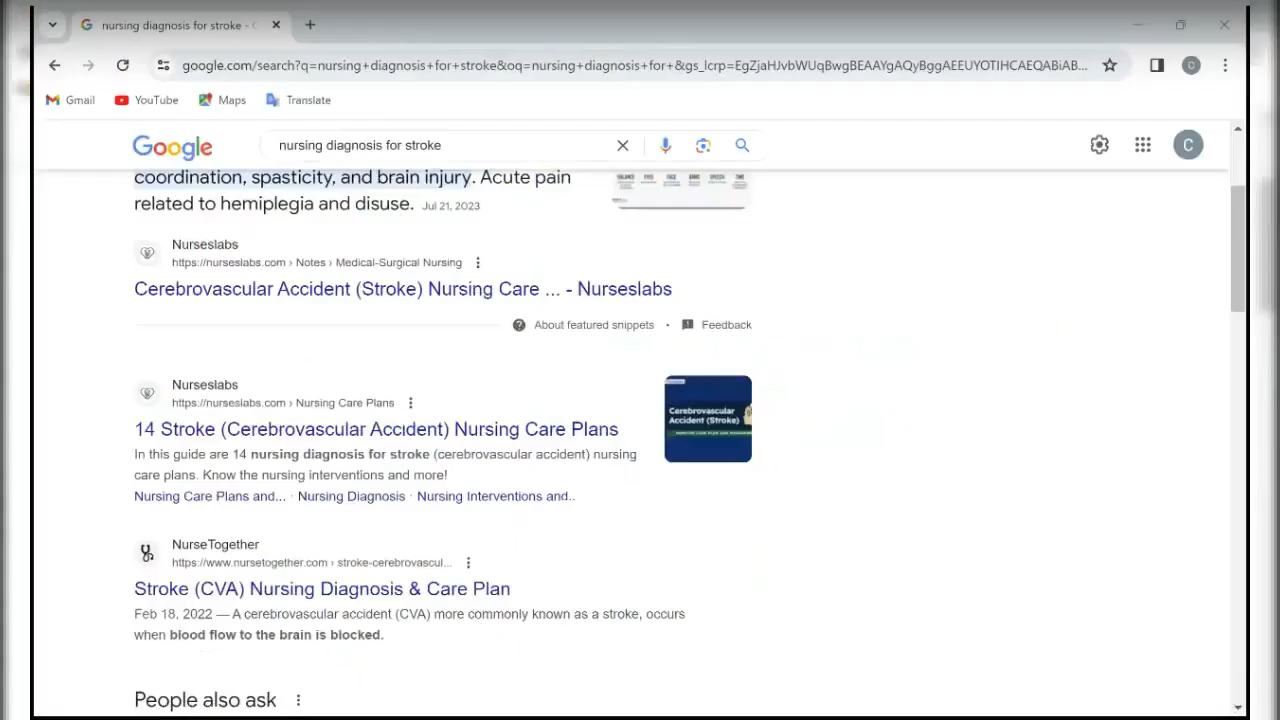 nursing diagnosis for stroke - G
google.com/search?q=nursing+diagnosis+for+stroke&oq=nursing+diagnosis+for+&gs_lcrp=EgZjaHJvbWUqBwgBEAAYgAQyBggAEEUYOTIHCAEQABiAB...
C
Gmail YouTube Maps Translate
Google nursing diagnosis for stroke C
coordination, spasticity, and brain injury. Acute pain
related to hemiplegia and disuse. Jul 21, 2023
Nurseslabs
https://nurseslabs.com › Notes › Medical-Surgical Nursing
Cerebrovascular Accident (Stroke) Nursing Care ... - Nurseslabs
About featured snippets • Feedback
Nurseslabs
https://nurseslabs.com › Nursing Care Plans
14 Stroke (Cerebrovascular Accident) Nursing Care Plans
In this guide are 14 nursing diagnosis for stroke (cerebrovascular accident) nursing
care plans. Know the nursing interventions and more!
Nursing Care Plans and... · Nursing Diagnosis · Nursing Interventions and..
Cerebrovascular
Accident (Stroke)
NurseTogether
https://www.nursetogether.com › stroke-cerebrovascul...
Stroke (CVA) Nursing Diagnosis & Care Plan
Feb 18, 2022 — A cerebrovascular accident (CVA) more commonly known as a stroke, occurs
when blood flow to the brain is blocked.
People also ask